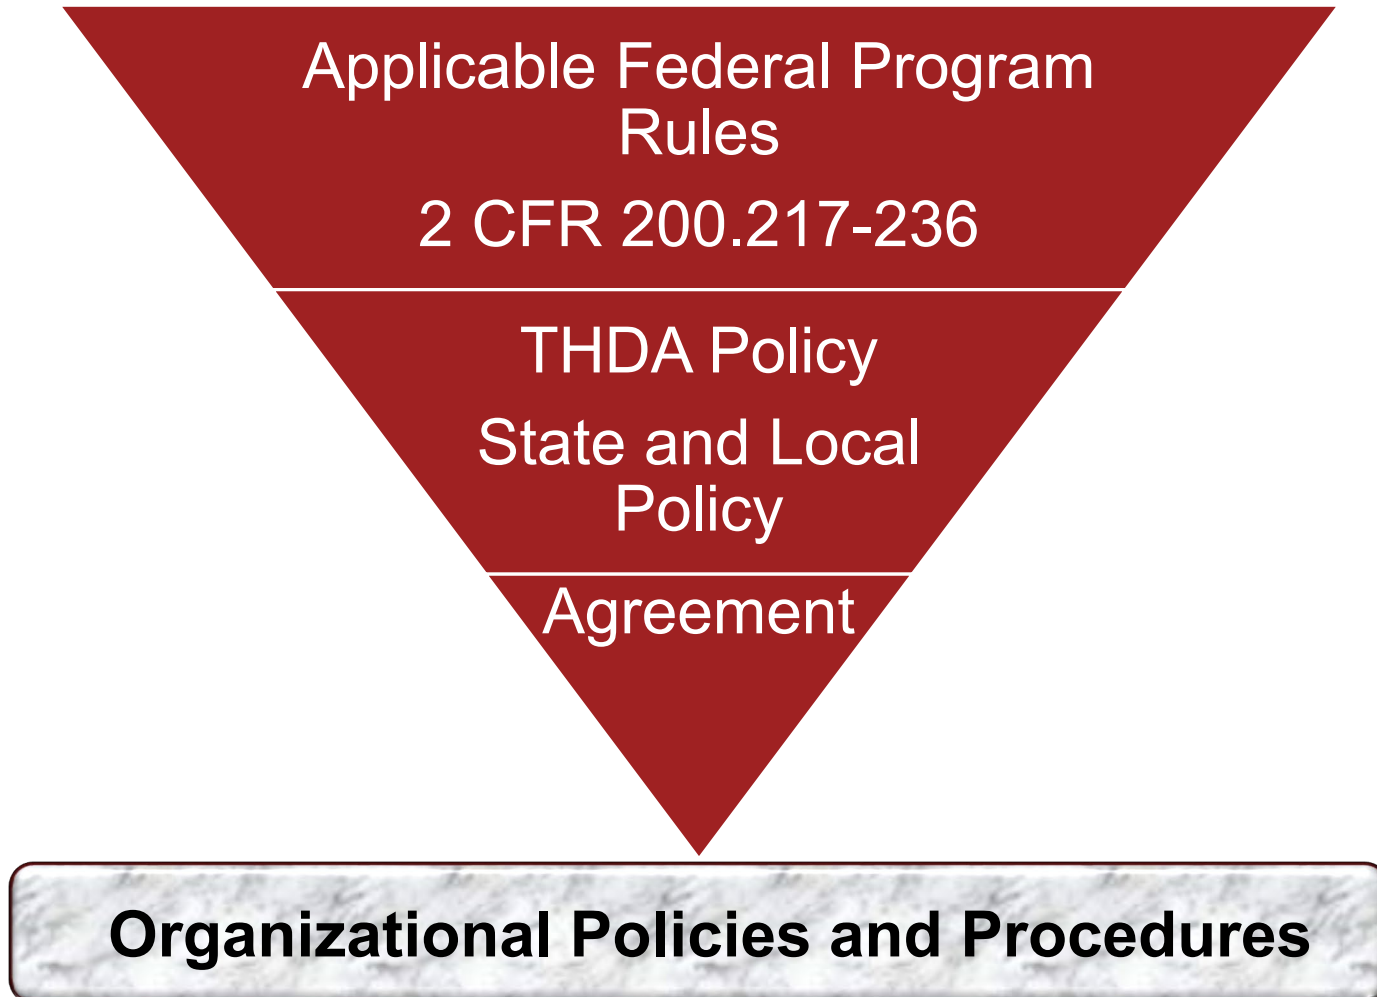 Applicable Federal Program
Rules
2 CFR 200.217-236
THDA Policy
State and Local
Policy
Agreement
Organizational Policies and Procedures